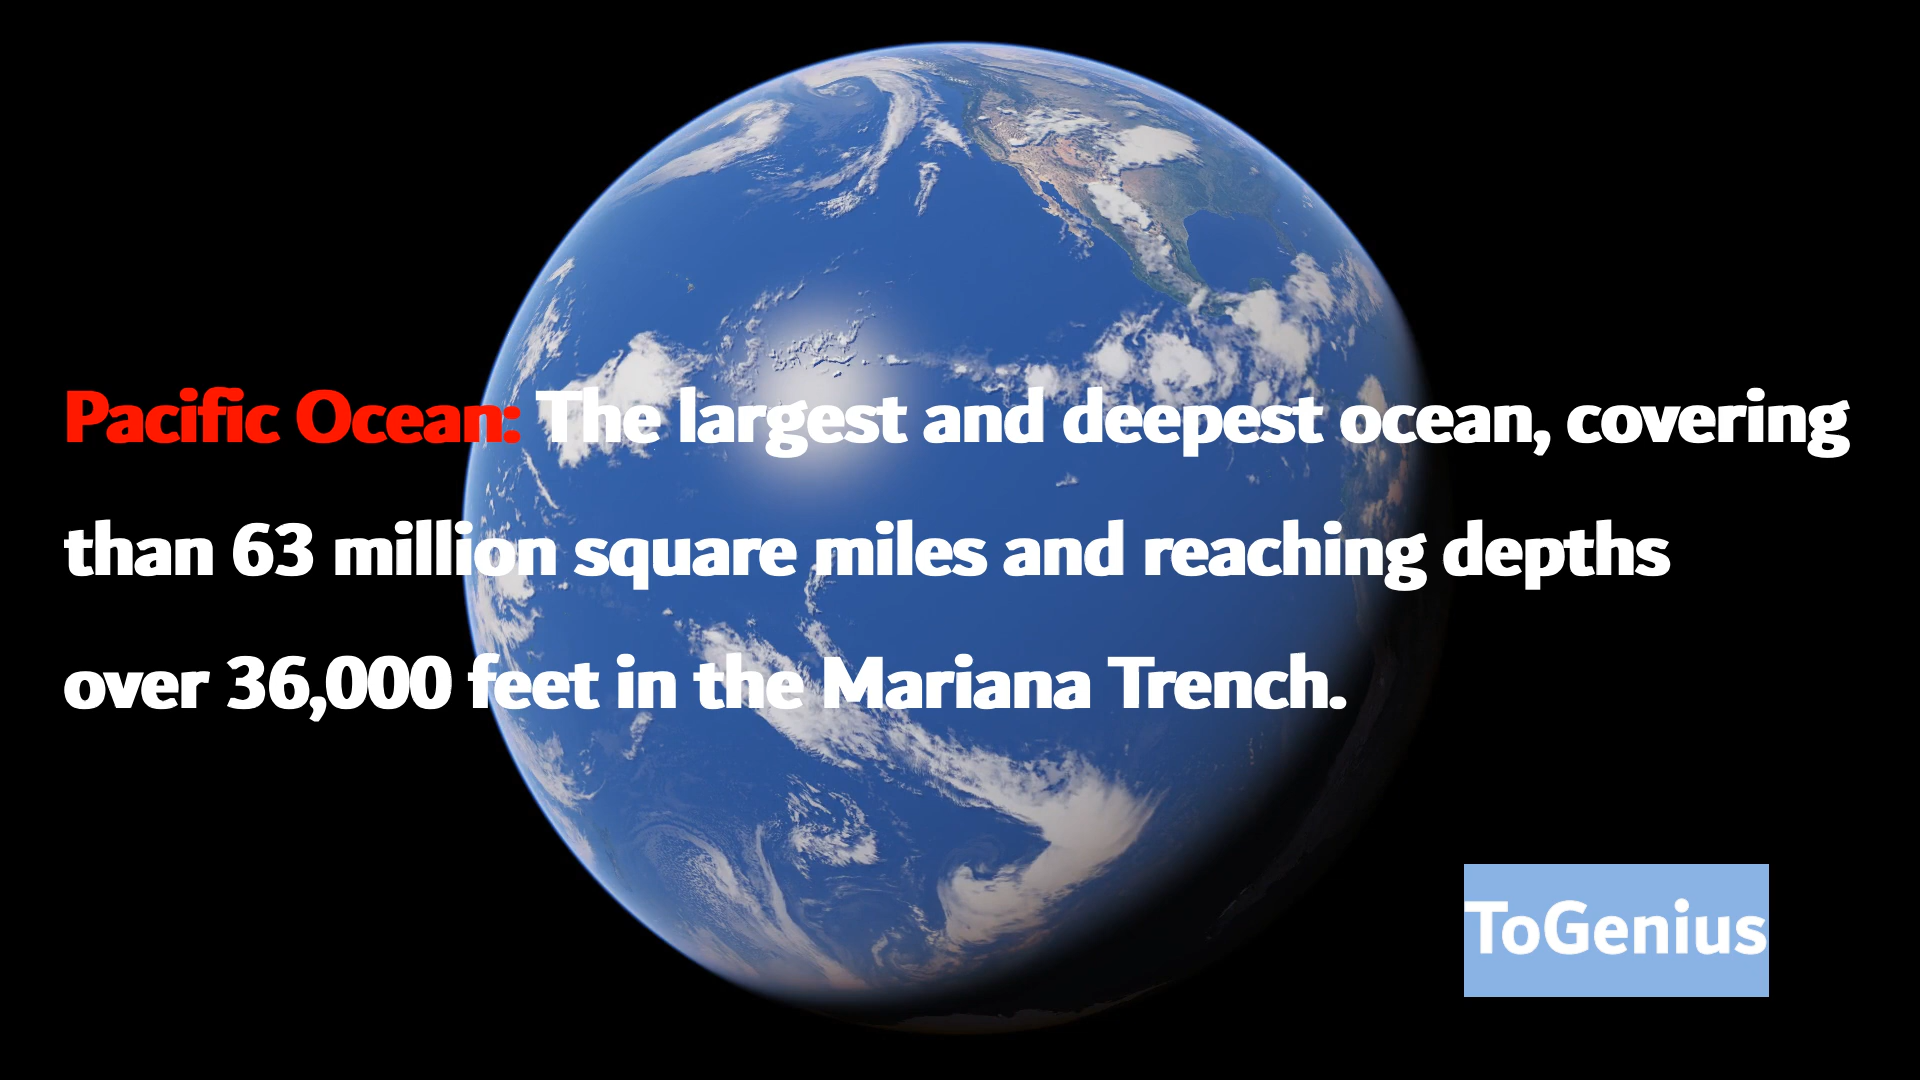 Pacific Ocean: The largest and deepest ocean, covering
than 63 million square miles and reaching depths
over 36,000 feet in the Mariana Trench.
ToGenius